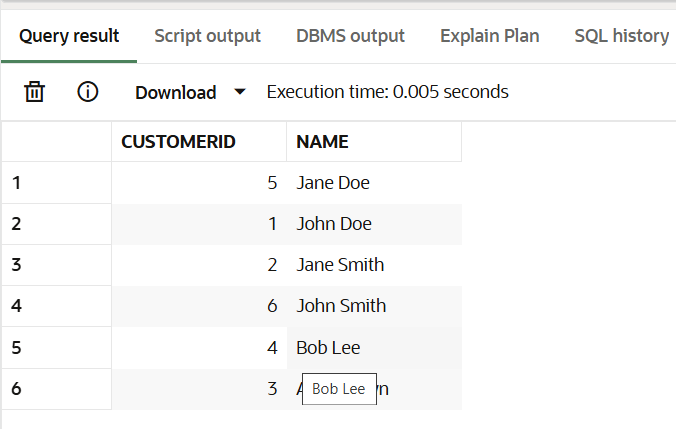 Query result Script output DBMS output Explain Plan SQL history
Download Execution time: 0.005 seconds
CUSTOMERID NAME
1 5 Jane Doe
2 1 John Doe
3 2 Jane Smith
4 6 John Smith
5 4 Bob Lee
6 3
Bob Lee